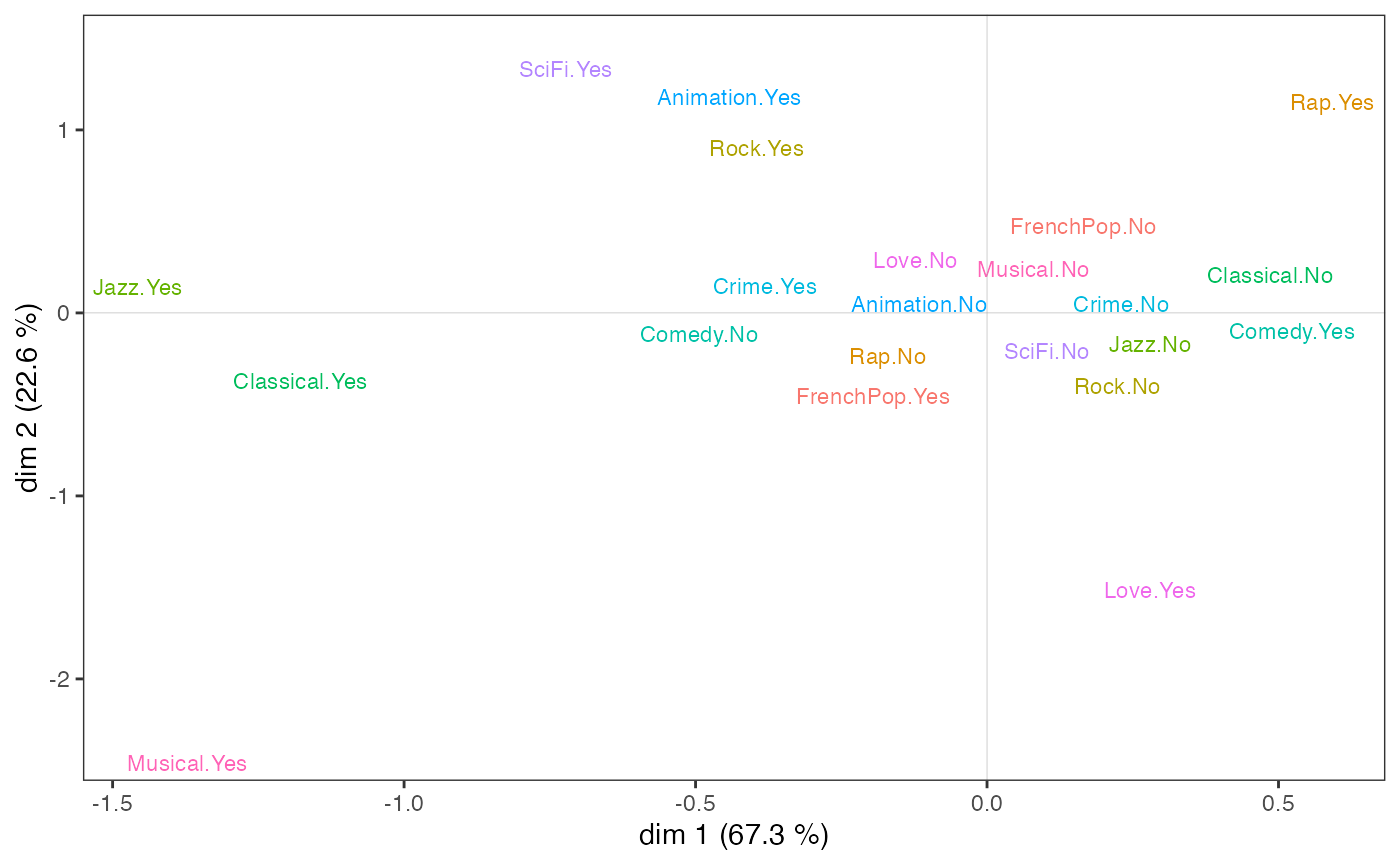 SciFi.Yes
Animation.Yes
Rap.Yes
1
Rock.Yes
FrenchPop.No
Love.No
Musical.No
Classical.No
Jazz.Yes
Crime.Yes
Animation.No
Crime.No
0
Comedy.No
Comedy.Yes
Rap.No
SciFi.No
Jazz.No
Classical.Yes
FrenchPop.Yes
Rock.No
dim 2 (22.6 %)
-1
Love.Yes
-2
Musical.Yes
-1.5 -1.0 -0.5 0.0 0.5
dim 1 (67.3 %)